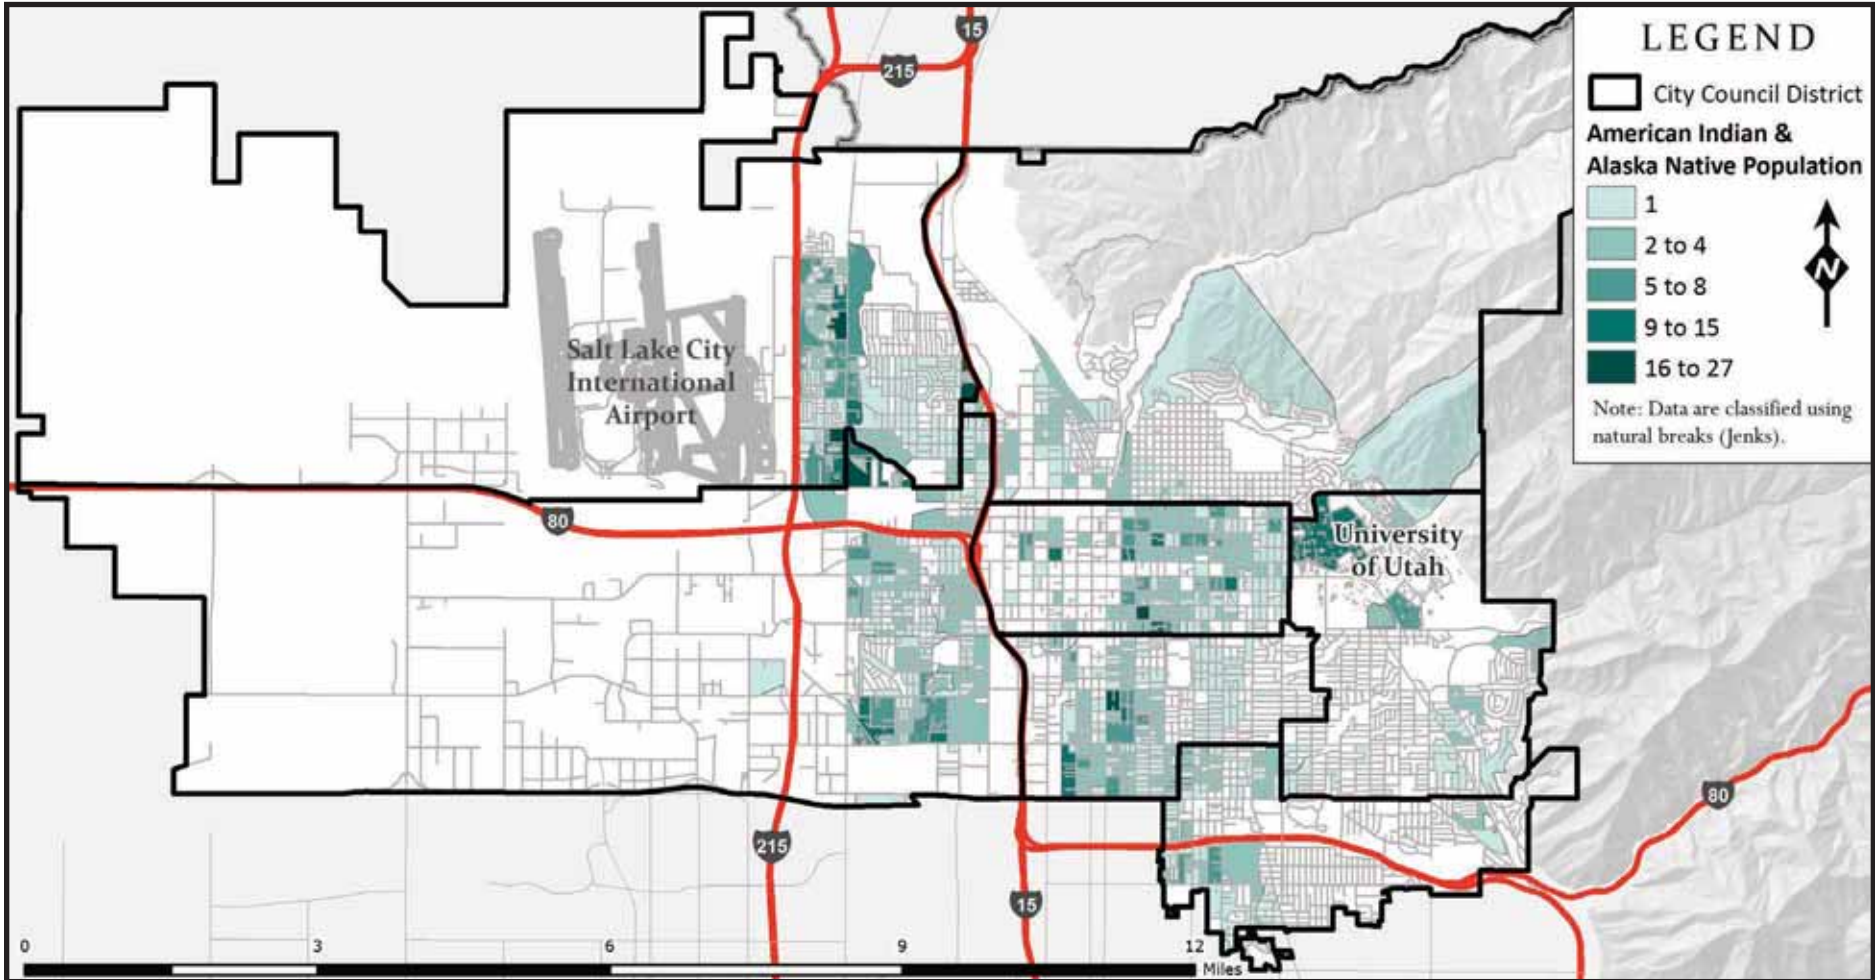 LEGEND
City Council District
American Indian &
Alaska Native Population
1
2 to 4
5 to 8
9 to 15
16 to 27
Note: Data are classified using
natural breaks (Jenks).
N
15
215
Salt Lake City
International
Airport
80
University
of Utah
80
215
15
0 3 6 9 12
Miles